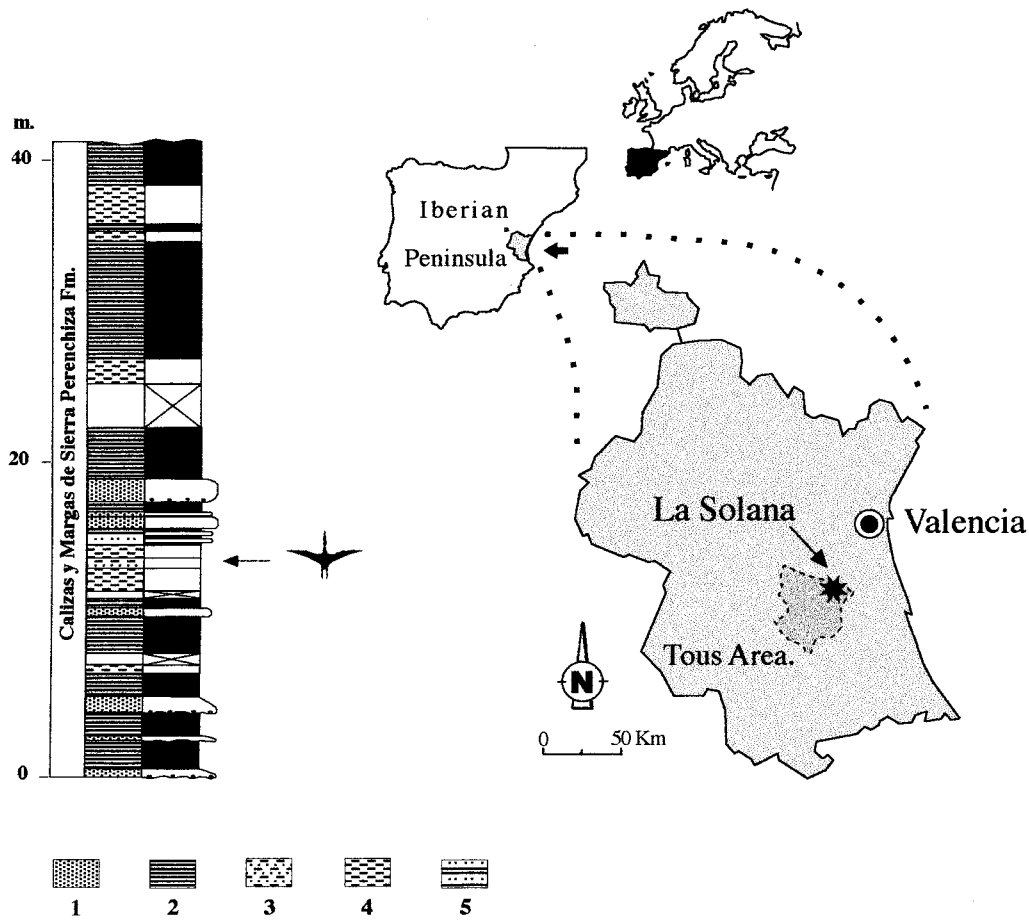 m.
40
20
0
Calizas y Margas de Sierra Perenchiza Fm.
Iberian
Peninsula
La Solana
Valencia
Tous Area.
N
0 50 Km
1 2 3 4 5